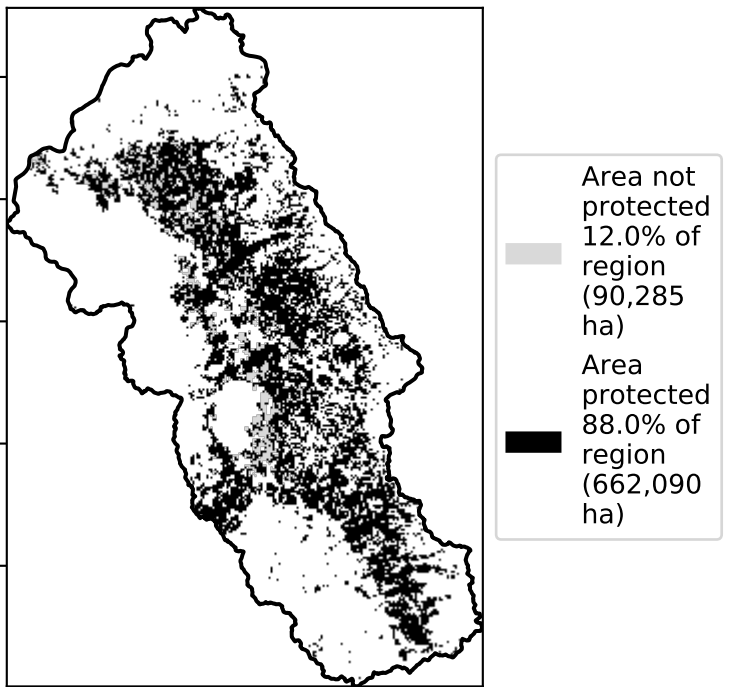 Area not
protected
12.0% of
region
(90,285
ha)
Area
protected
88.0% of
region
(662,090
ha)